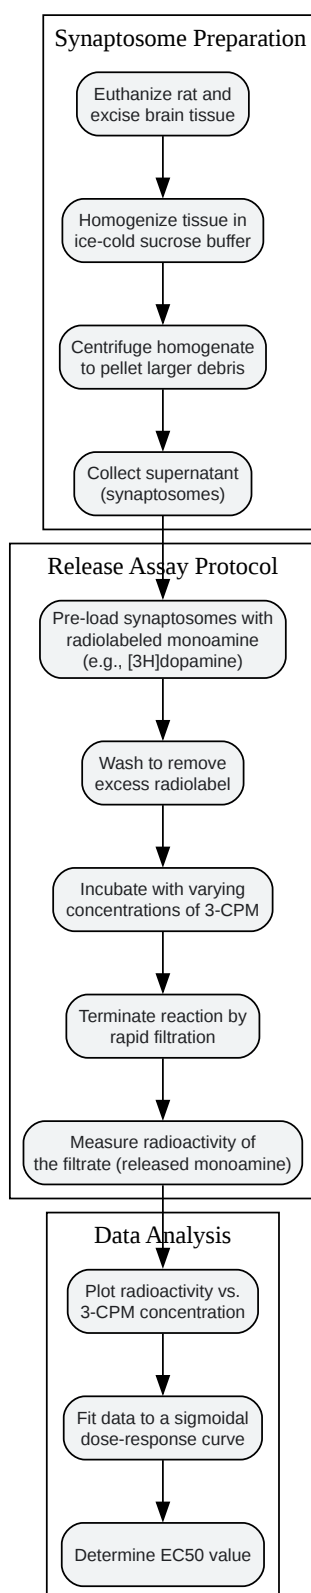 Synaptosome Preparation
Euthanize rat and
excise brain tissue
Homogenize tissue in
ice-cold sucrose buffer
Centrifuge homogenate
to pellet larger debris
Collect supernatant
(synaptosomes)
Release Assay Protocol
Pre-load synaptosomes with
radiolabeled monoamine
(e.g., [3H]dopamine)
Wash to remove
excess radiolabel
Incubate with varying
concentrations of 3-CPM
Terminate reaction by
rapid filtration
Measure radioactivity of
the filtrate (released monoamine)
Data Analysis
Plot radioactivity vs.
3-CPM concentration
Fit data to a sigmoidal
dose-response curve
Determine EC50 value